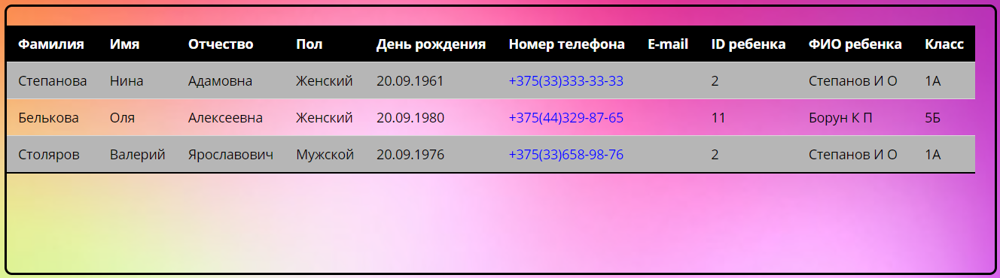 Фамилия Имя Отчество Пол День рождения Номер телефона E-mail ID ребенка ФИО ребенка Класс
Степанова Нина Адамовна Женский 20.09.1961 +375(33)333-33-33 2 Степанов И О 1А
Белькова Оля Алексеевна Женский 20.09.1980 +375(44)329-87-65 11 Борун К П 5Б
Столяров Валерий Ярославович Мужской 20.09.1976 +375(33)658-98-76 2 Степанов И О 1А